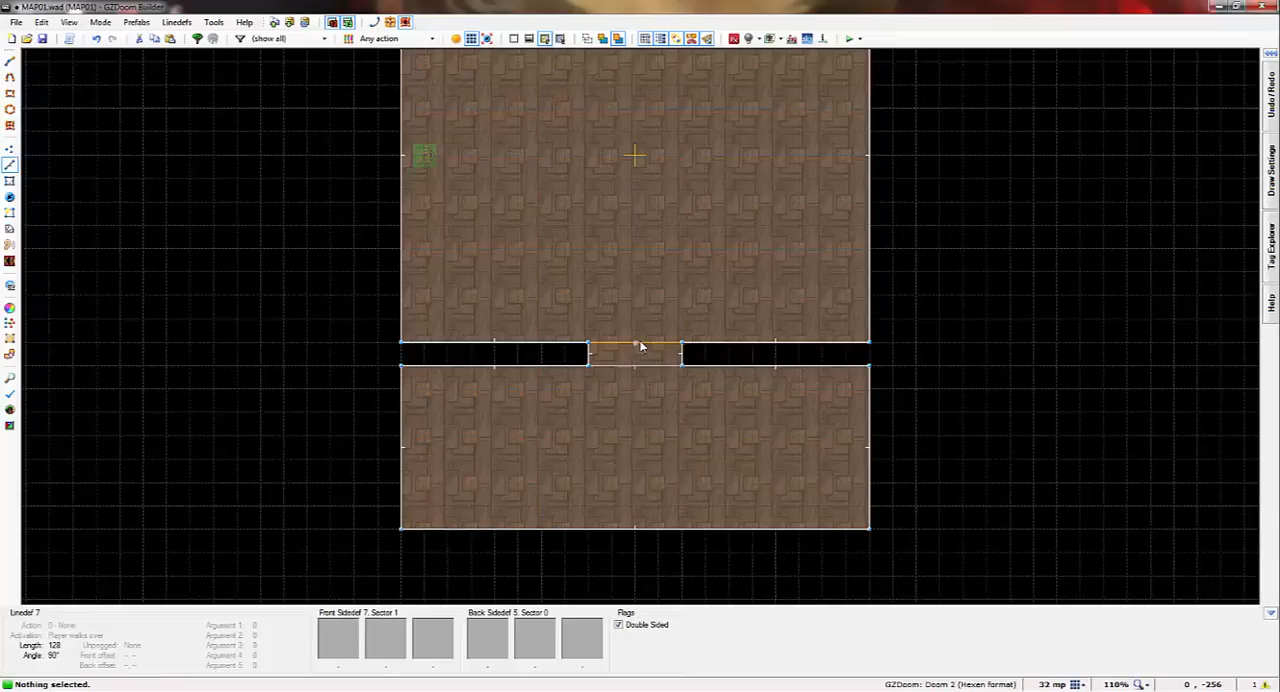 ● MAP01.wad (MAP01) - GZDoom Builder
File Edit View Mode Prefabs Linedefs Tools Help
(show all) Any action
Undo/Redo
Draw Settings
Tag Explorer
Help
Linedef 7
Action: 0 - None
Activation: Player walks over
Length: 128 Unpegged: None
Angle: 90° Front offset: --, --
Back offset: --, --
Argument 1: 0
Argument 2: 0
Argument 3: 0
Argument 4: 0
Argument 5: 0
Front Sidedef 7. Sector 1
Back Sidedef 5. Sector 0
Flags
Double Sided
Nothing selected.
GZDoom: Doom 2 (Hexen format) 32 mp 110% 0 , -256 1